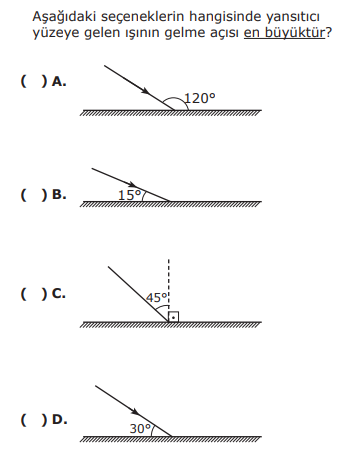 Aşağıdaki seçeneklerin hangisinde yansıtıcı
yüzeye gelen ışının gelme açısı en büyüktür?
( ) A.
120°
( ) B.
15°
( ) C.
45°
( ) D.
30°